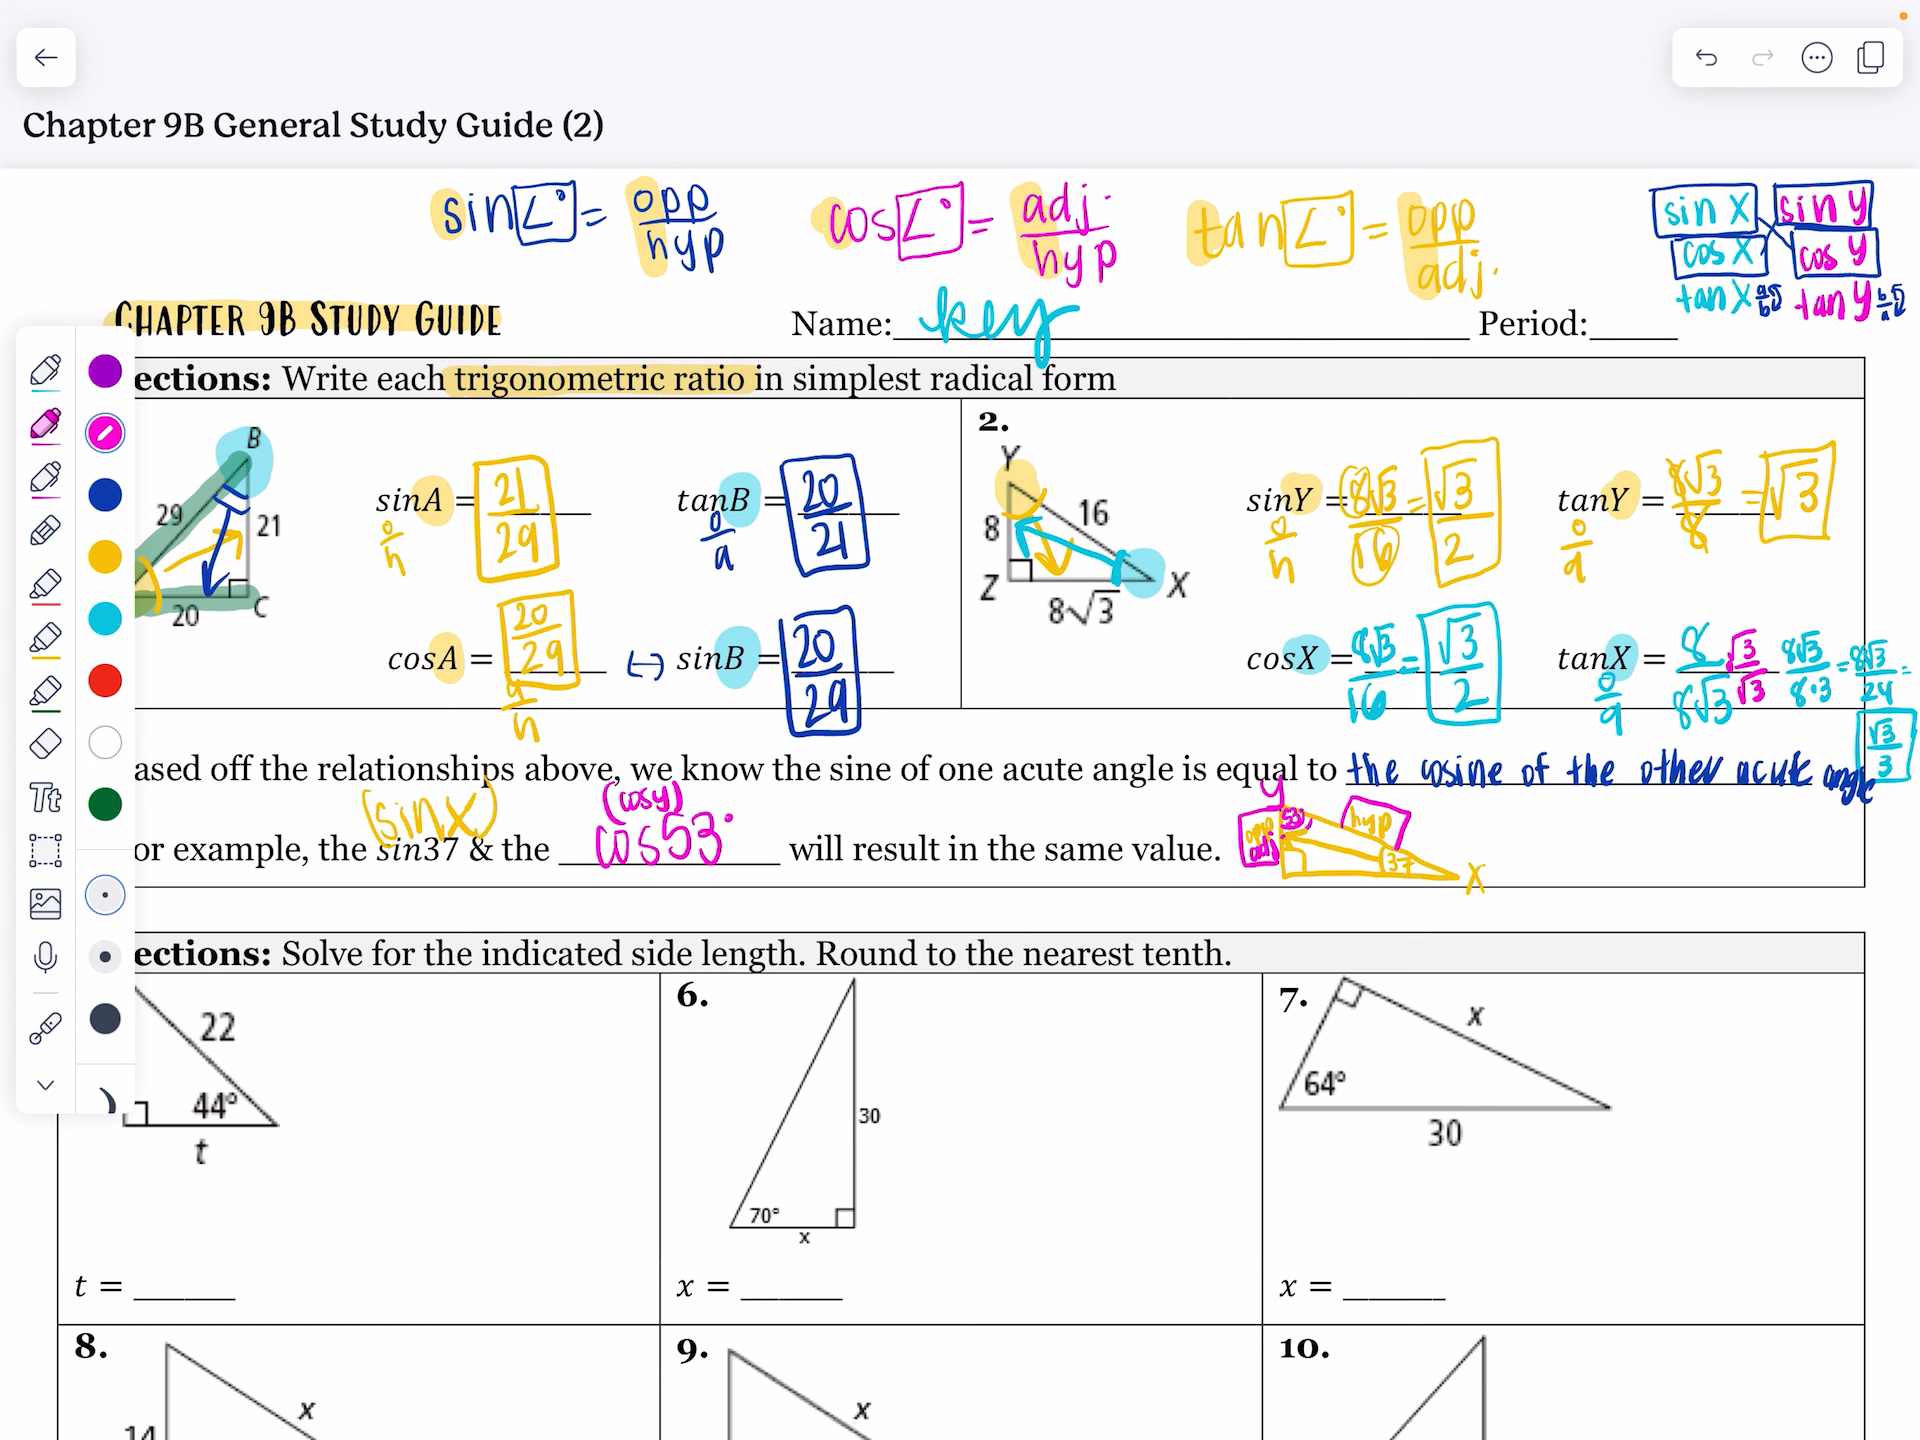 Chapter 9B General Study Guide (2)
sin[∠°] = opp/hyp cos[∠°] = adj./hyp tan[∠°] = opp/adj.
sin X sin Y
cos X cos Y
tan X a/b tan Y b/a
CHAPTER 9B STUDY GUIDE Name: key Period:
ections: Write each trigonometric ratio in simplest radical form
B 29 21 20 C
sinA = 21/29 o/h
tanB = 20/21 o/a
cosA = 20/29 a/h
↔ sinB = 20/29
2.
Y 8 16 Z X 8√3
sinY = 8√3/16 = √3/2 o/h
tanY = 8√3/8 = √3 o/a
cosX = 8√3/16 = √3/2
tanX = 8/8√3 √3/√3 8√3/8·3 = 8√3/24 = √3/3 o/a
ased off the relationships above, we know the sine of one acute angle is equal to the cosine of the other acute angle
(sinx) (cosy)
or example, the sin37 & the cos53° will result in the same value.
y opp adj 53 hyp 37 x
ections: Solve for the indicated side length. Round to the nearest tenth.
22 44° t
t =
6.
30 70° x
x =
7.
x 64° 30
x =
8.
14 x
9.
x
10.
Tt